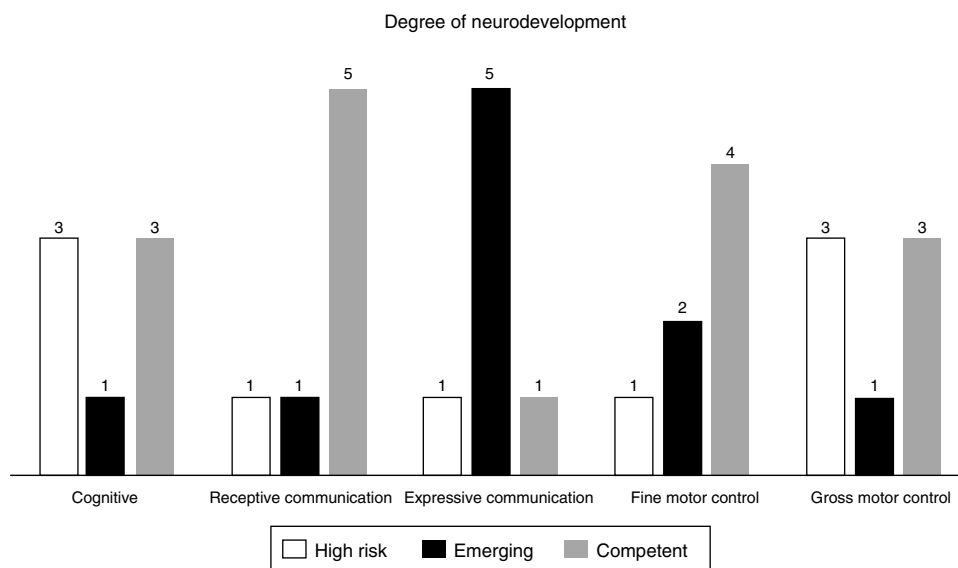 Degree of neurodevelopment
5 5
4
3 3 3 3
2
1 1 1 1 1 1 1
Cognitive Receptive communication Expressive communication Fine motor control Gross motor control
High risk Emerging Competent